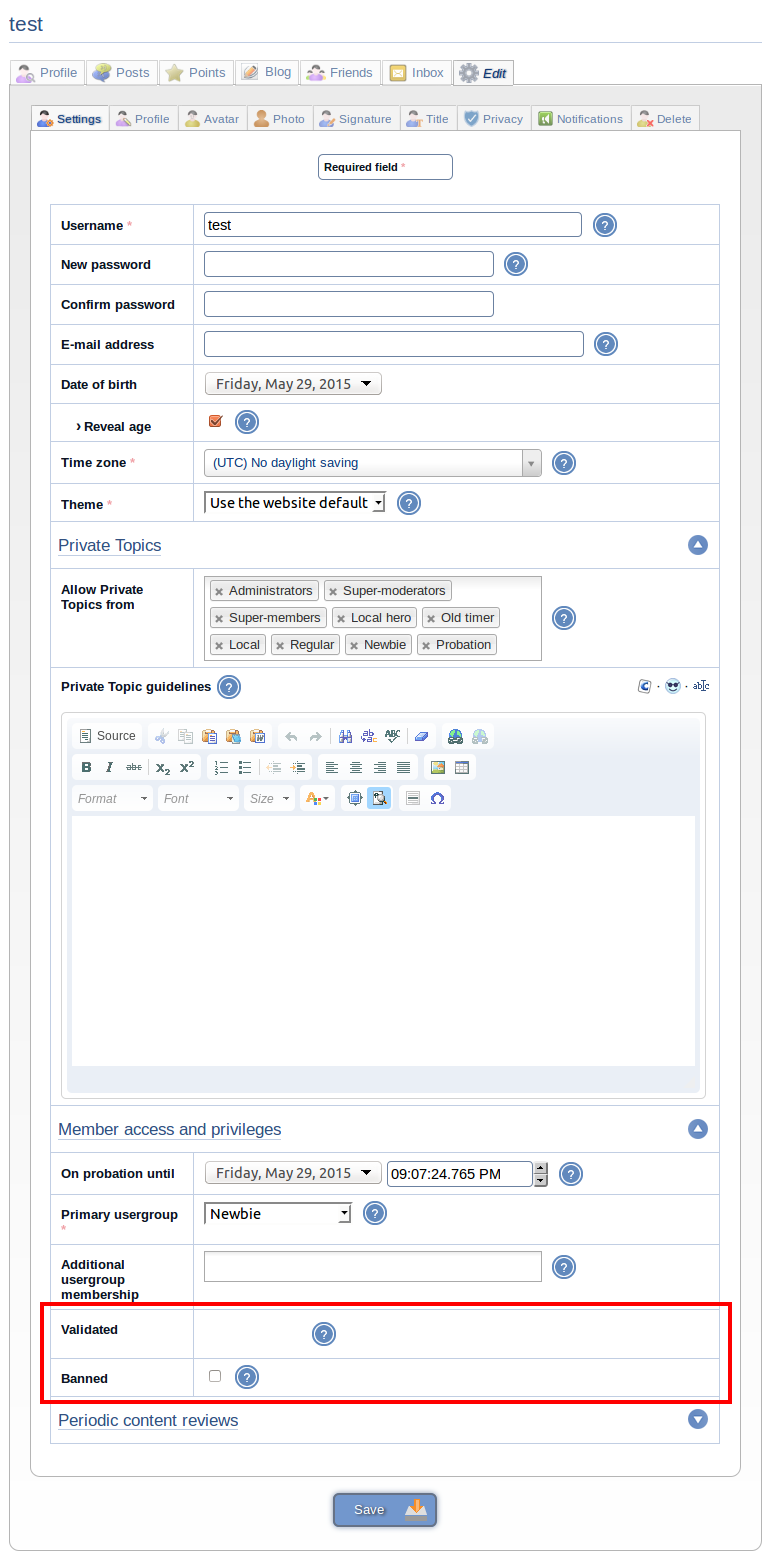 test
Profile Posts Points Blog Friends Inbox Edit
Settings Profile Avatar Photo Signature Title Privacy Notifications Delete
Required field *
Username * test ?
New password ?
Confirm password
E-mail address ?
Date of birth Friday, May 29, 2015
› Reveal age ?
Time zone * (UTC) No daylight saving ?
Theme * Use the website default ?
Private Topics
Allow Private Topics from
× Administrators × Super-moderators
× Super-members × Local hero × Old timer ?
× Local × Regular × Newbie × Probation
Private Topic guidelines ? · · abc
Source ABC
B I abc X₂ X²
Format Font Size A Ω
Member access and privileges
On probation until Friday, May 29, 2015 09:07:24.765 PM ?
Primary usergroup * Newbie ?
Additional
usergroup ?
membership
Validated ?
Banned ?
Periodic content reviews
Save